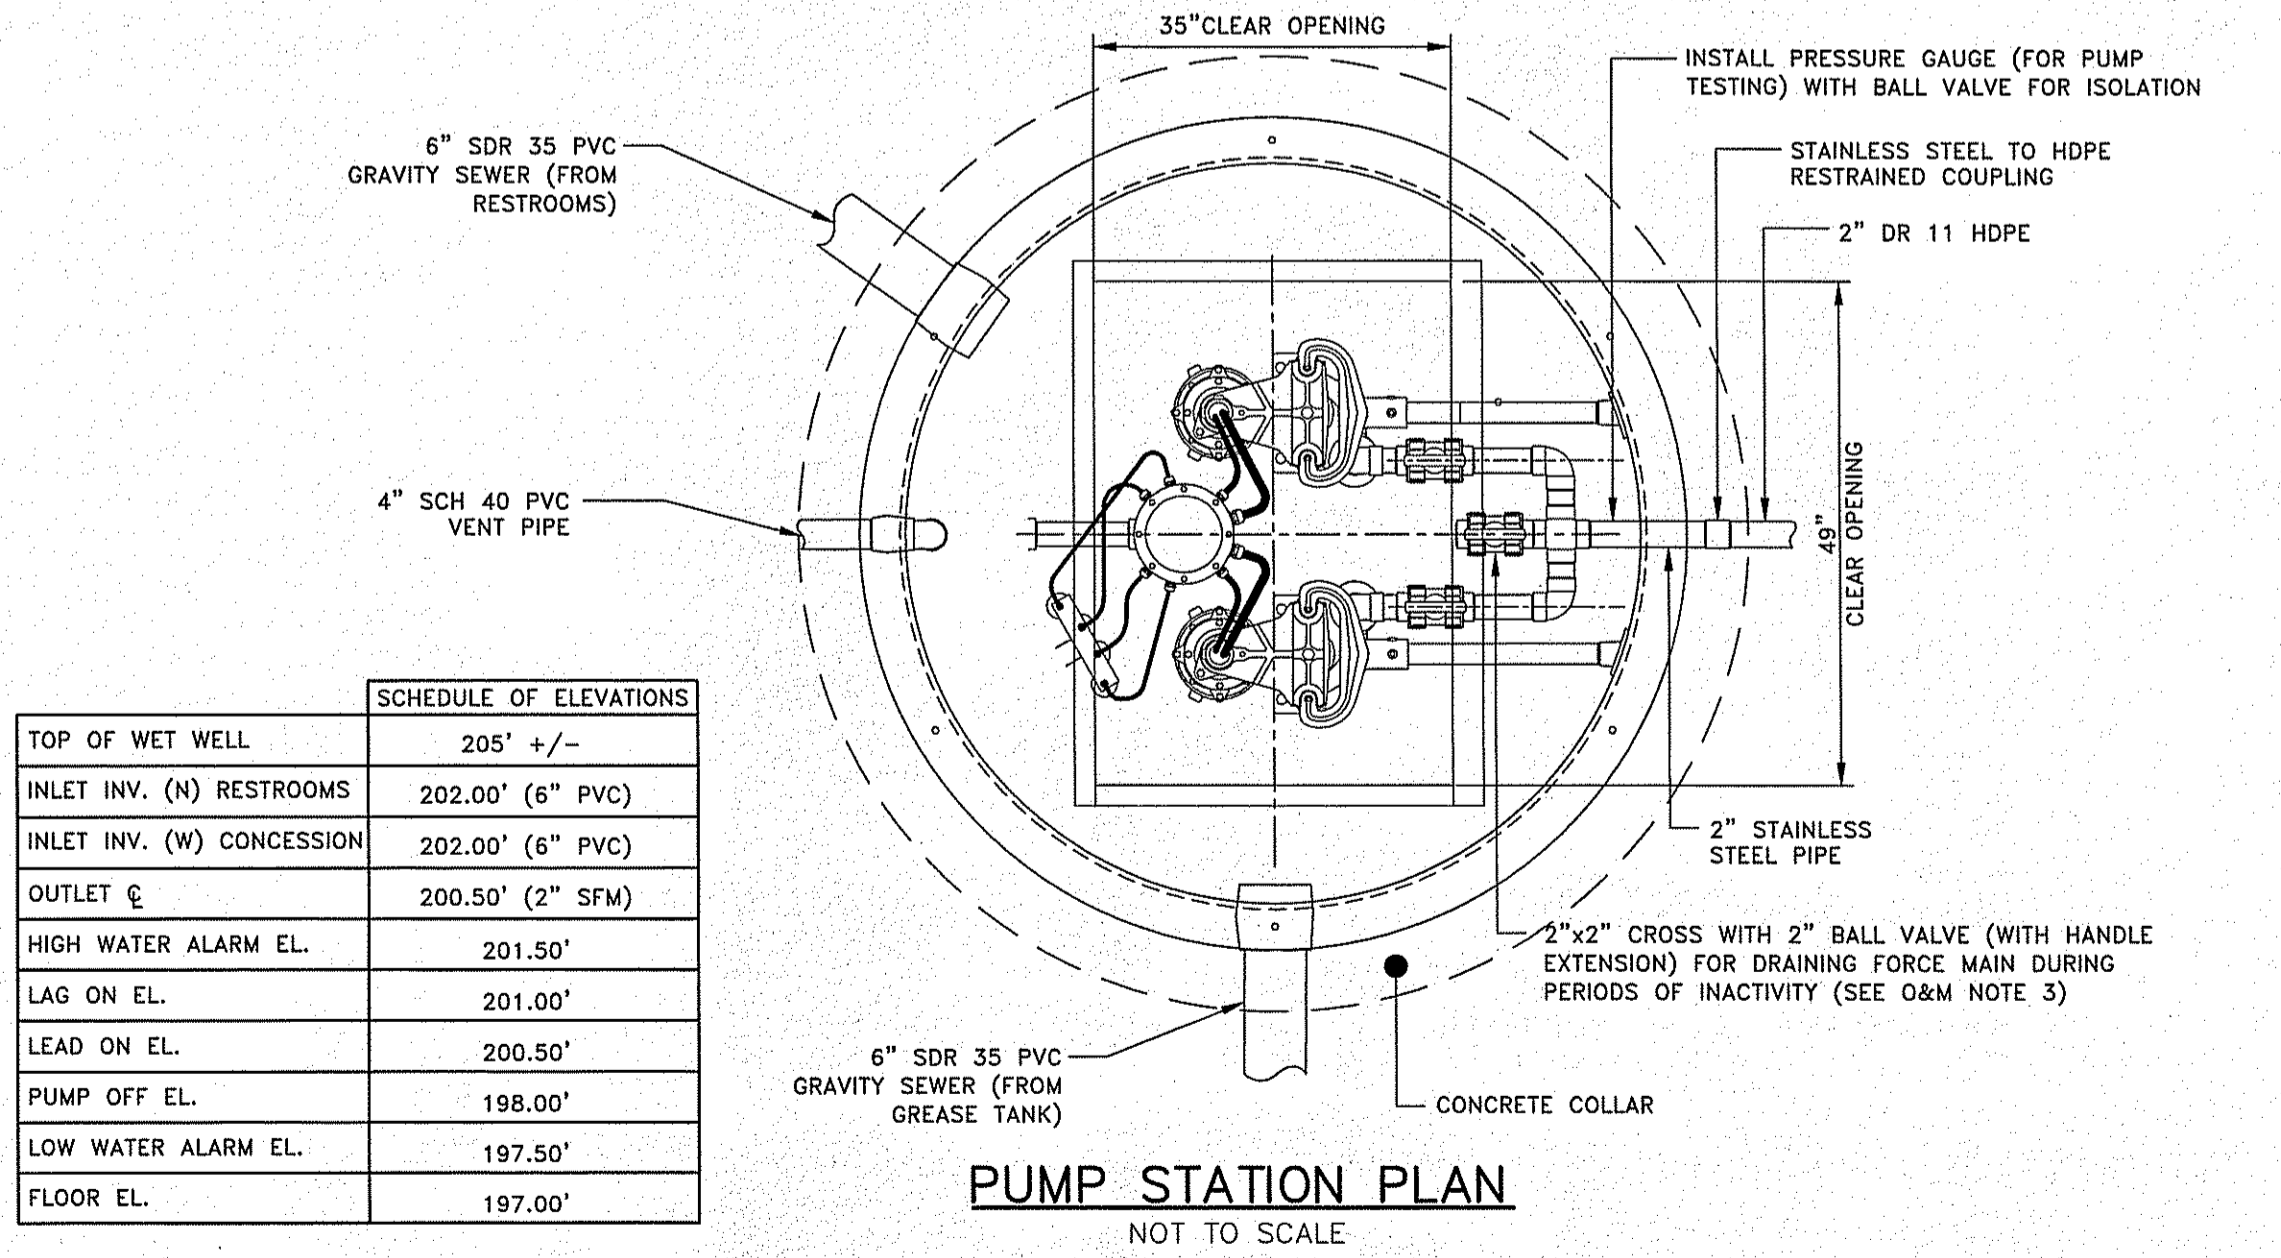 35"CLEAR OPENING
INSTALL PRESSURE GAUGE (FOR PUMP
TESTING) WITH BALL VALVE FOR ISOLATION
6" SDR 35 PVC
GRAVITY SEWER (FROM
RESTROOMS)
STAINLESS STEEL TO HDPE
RESTRAINED COUPLING
2" DR 11 HDPE
4" SCH 40 PVC
VENT PIPE
49"
CLEAR OPENING
SCHEDULE OF ELEVATIONS
TOP OF WET WELL 205' +/-
INLET INV. (N) RESTROOMS 202.00' (6" PVC)
INLET INV. (W) CONCESSION 202.00' (6" PVC)
OUTLET ℄ 200.50' (2" SFM)
HIGH WATER ALARM EL. 201.50'
LAG ON EL. 201.00'
LEAD ON EL. 200.50'
PUMP OFF EL. 198.00'
LOW WATER ALARM EL. 197.50'
FLOOR EL. 197.00'
2" STAINLESS
STEEL PIPE
2"x2" CROSS WITH 2" BALL VALVE (WITH HANDLE
EXTENSION) FOR DRAINING FORCE MAIN DURING
PERIODS OF INACTIVITY (SEE O&M NOTE 3)
6" SDR 35 PVC
GRAVITY SEWER (FROM
GREASE TANK)
CONCRETE COLLAR
PUMP STATION PLAN
NOT TO SCALE